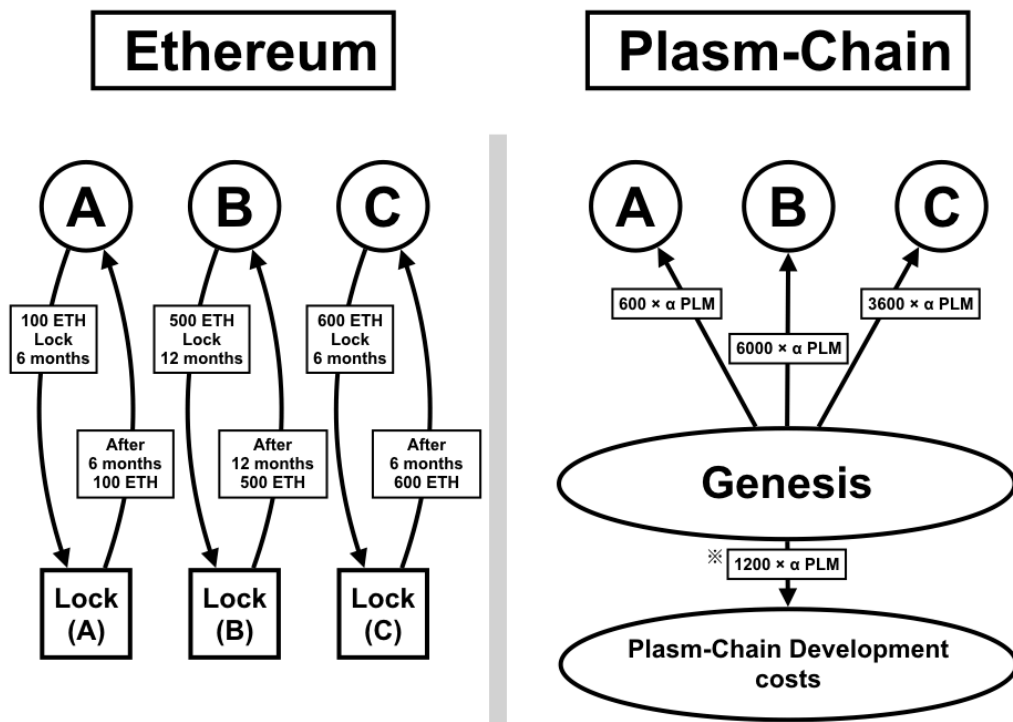 Ethereum
Plasm-Chain
A
B
C
100 ETH
Lock
6 months
500 ETH
Lock
12 months
600 ETH
Lock
6 months
After
6 months
100 ETH
After
12 months
500 ETH
After
6 months
600 ETH
Lock
(A)
Lock
(B)
Lock
(C)
A
B
C
600 × α PLM
6000 × α PLM
3600 × α PLM
Genesis
※ 1200 × α PLM
Plasm-Chain Development
costs